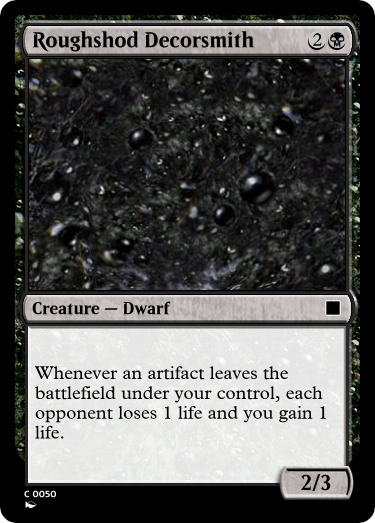 Roughshod Decorsmith 2
Creature — Dwarf
Whenever an artifact leaves the
battlefield under your control, each
opponent loses 1 life and you gain 1
life.
2/3
C 0050